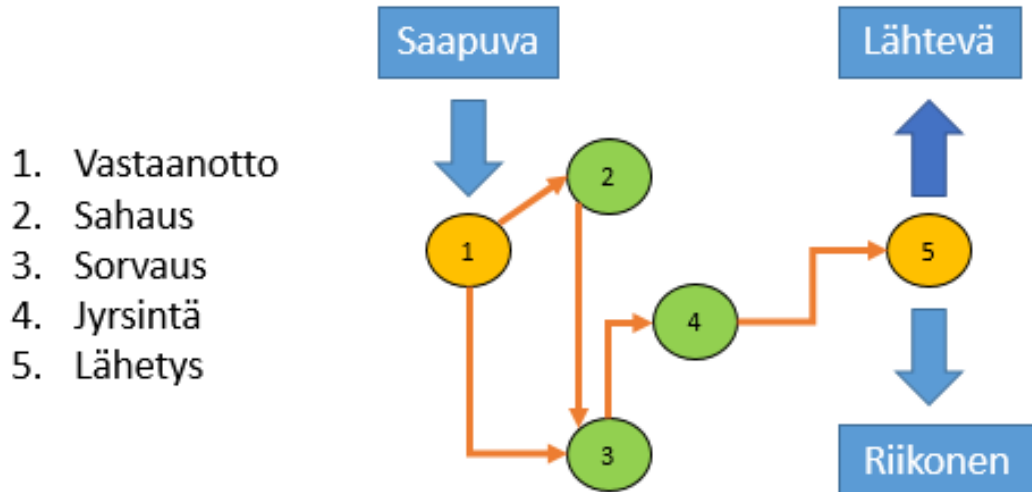 Saapuva
Lähtevä
1. Vastaanotto
2. Sahaus
3. Sorvaus
4. Jyrsintä
5. Lähetys
2
1
5
4
3
Riikonen